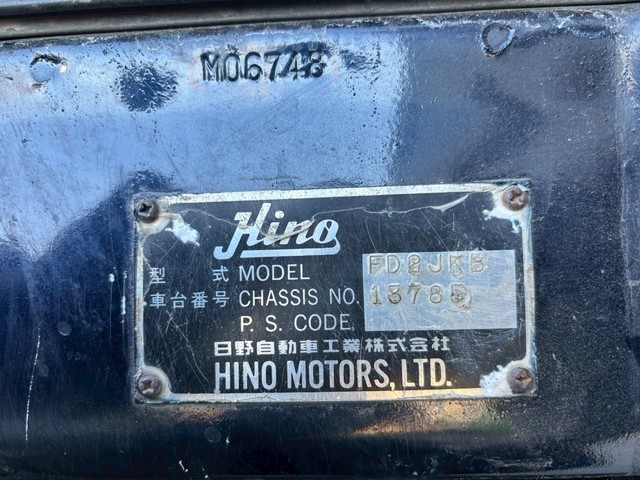 M06748
Hino
型 式 MODEL FD2JKB
車台番号 CHASSIS NO. 13785
P. S. CODE
日野自動車工業株式会社
HINO MOTORS, LTD.